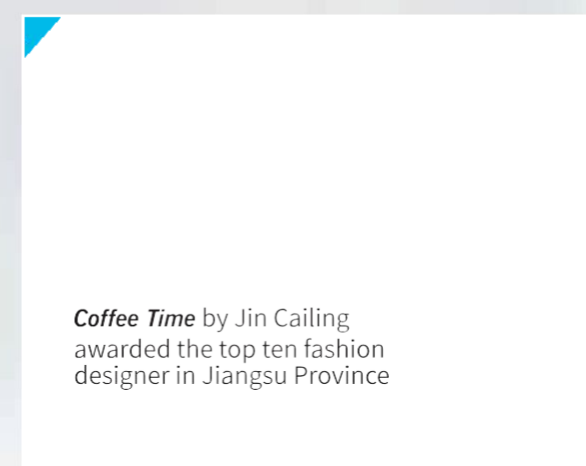 Coffee Time by Jin Cailing
awarded the top ten fashion
designer in Jiangsu Province